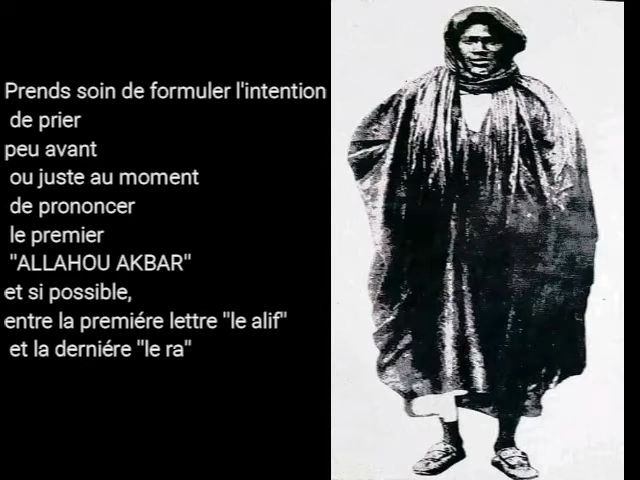 Prends soin de formuler l'intention
de prier
peu avant
ou juste au moment
de prononcer
le premier
"ALLAHOU AKBAR"
et si possible,
entre la premiére lettre "le alif"
et la derniére "le ra"